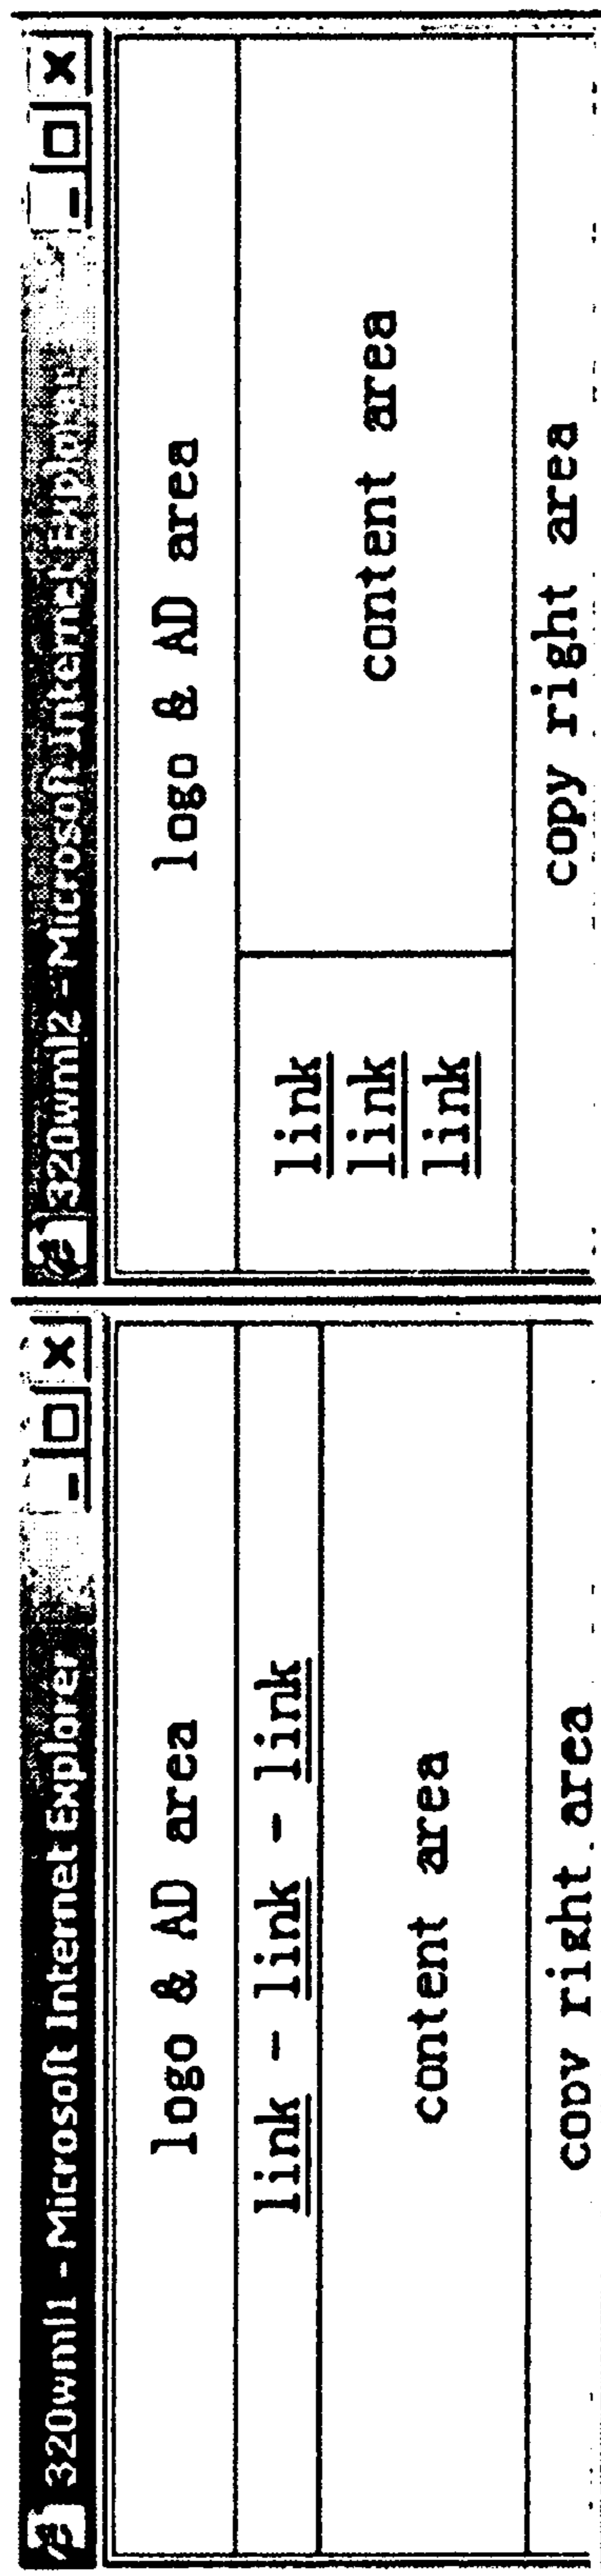 320wml1 - Microsoft Internet Explorer
logo & AD area
link - link - link
content area
copy right area
320wml2 - Microsoft Internet Explorer
logo & AD area
link
link
link
content area
copy right area